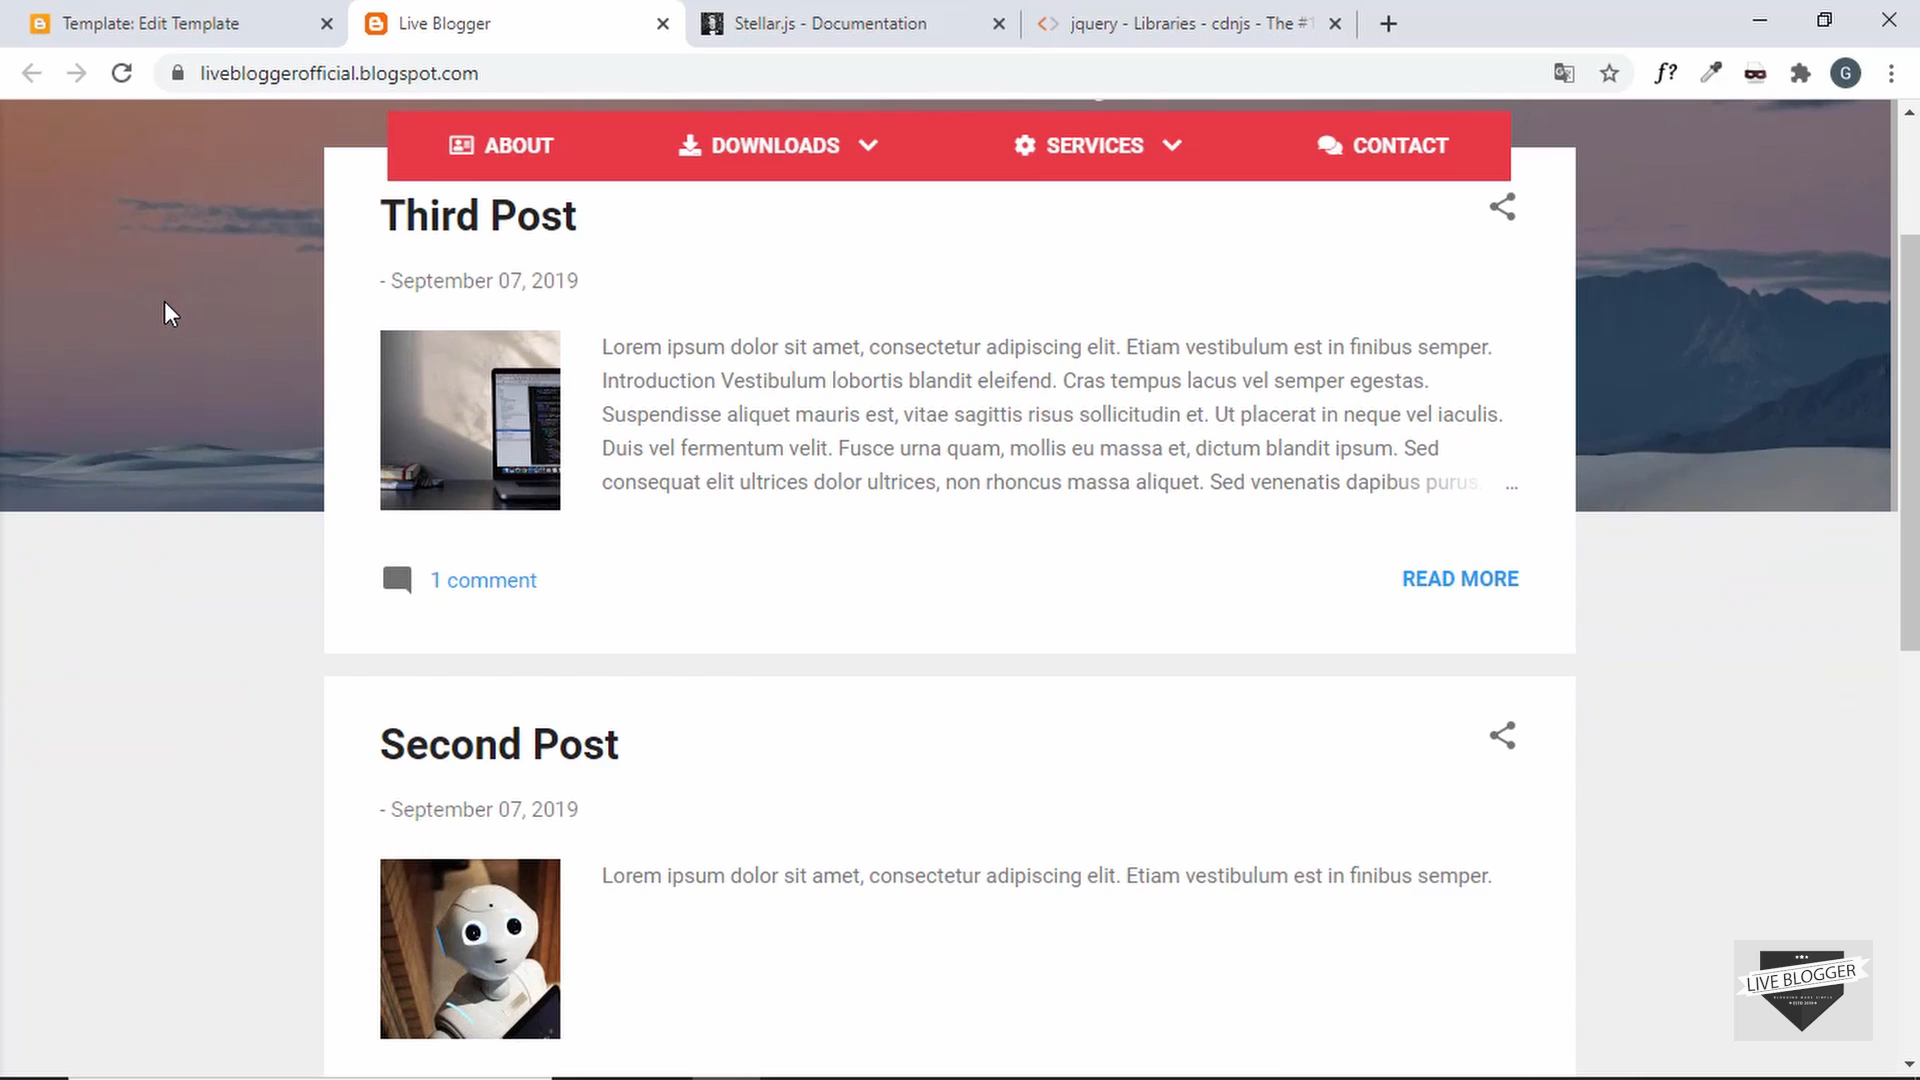 Template: Edit Template
Live Blogger
Stellar.js - Documentation
jquery - Libraries - cdnjs - The #1
livebloggerofficial.blogspot.com
f?
G
ABOUT
DOWNLOADS
SERVICES
CONTACT
Third Post
- September 07, 2019
Lorem ipsum dolor sit amet, consectetur adipiscing elit. Etiam vestibulum est in finibus semper.
Introduction Vestibulum lobortis blandit eleifend. Cras tempus lacus vel semper egestas.
Suspendisse aliquet mauris est, vitae sagittis risus sollicitudin et. Ut placerat in neque vel iaculis.
Duis vel fermentum velit. Fusce urna quam, mollis eu massa et, dictum blandit ipsum. Sed
consequat elit ultrices dolor ultrices, non rhoncus massa aliquet. Sed venenatis dapibus purus, ...
1 comment
READ MORE
Second Post
- September 07, 2019
Lorem ipsum dolor sit amet, consectetur adipiscing elit. Etiam vestibulum est in finibus semper.
LIVE BLOGGER